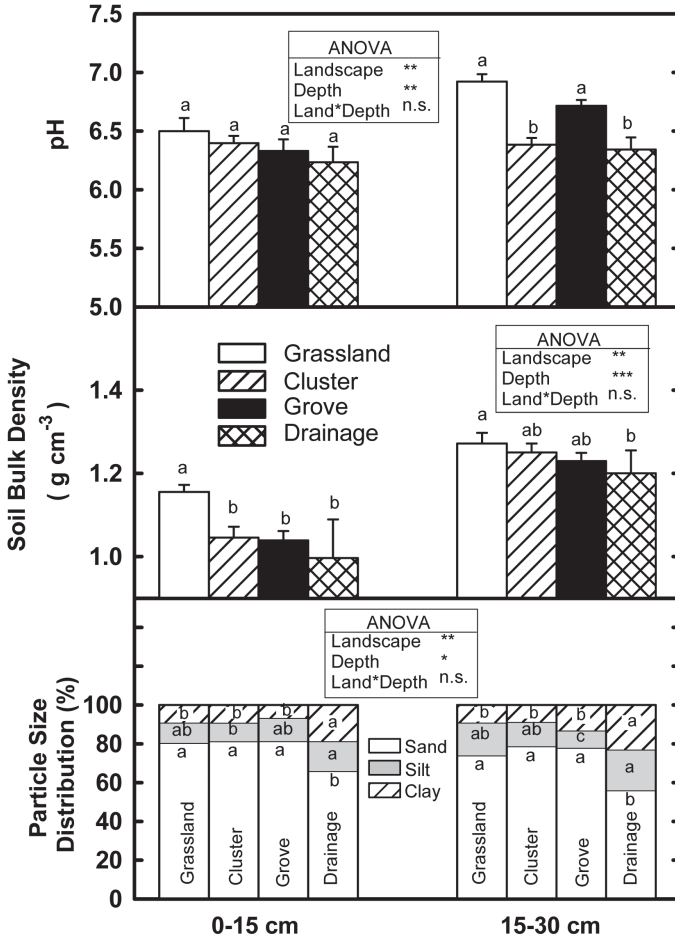 7.5
7.0
6.5
6.0
5.5
5.0
pH
ANOVA
Landscape **
Depth **
Land*Depth n.s.
a a a a
a b a b
1.4
1.2
1.0
Soil Bulk Density
( g cm-3 )
Grassland
Cluster
Grove
Drainage
ANOVA
Landscape **
Depth ***
Land*Depth n.s.
a b b b
a ab ab b
ANOVA
Landscape **
Depth *
Land*Depth n.s.
100
80
60
40
20
0
Particle Size
Distribution (%)
b b b a
ab b ab a
a a a b
Sand
Silt
Clay
b b b a
ab ab c a
a a a b
Grassland
Cluster
Grove
Drainage
Grassland
Cluster
Grove
Drainage
0-15 cm
15-30 cm